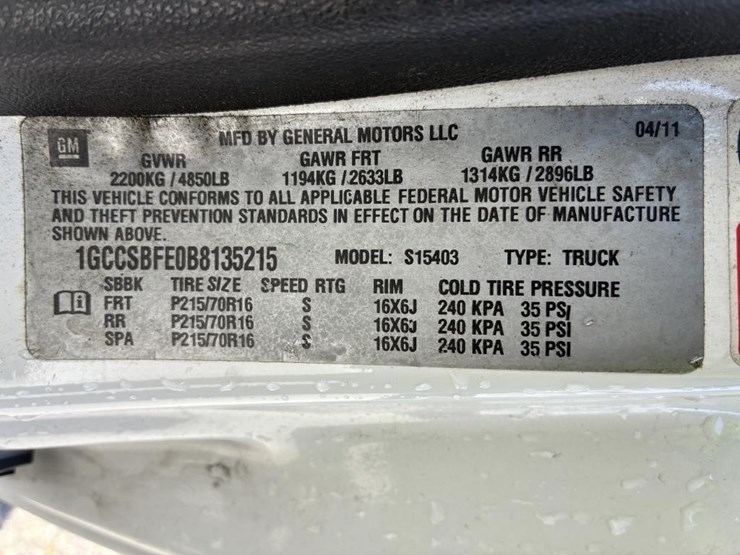 GM MFD BY GENERAL MOTORS LLC 04/11
GVWR GAWR FRT GAWR RR
2200KG / 4850LB 1194KG / 2633LB 1314KG / 2896LB
THIS VEHICLE CONFORMS TO ALL APPLICABLE FEDERAL MOTOR VEHICLE SAFETY
AND THEFT PREVENTION STANDARDS IN EFFECT ON THE DATE OF MANUFACTURE
SHOWN ABOVE.
1GCCSBFE0B8135215 MODEL: S15403 TYPE: TRUCK
SBBK TIRE SIZE SPEED RTG RIM COLD TIRE PRESSURE
FRT P215/70R16 S 16X6J 240 KPA 35 PSI
RR P215/70R16 S 16X6J 240 KPA 35 PSI
SPA P215/70R16 S 16X6J 240 KPA 35 PSI